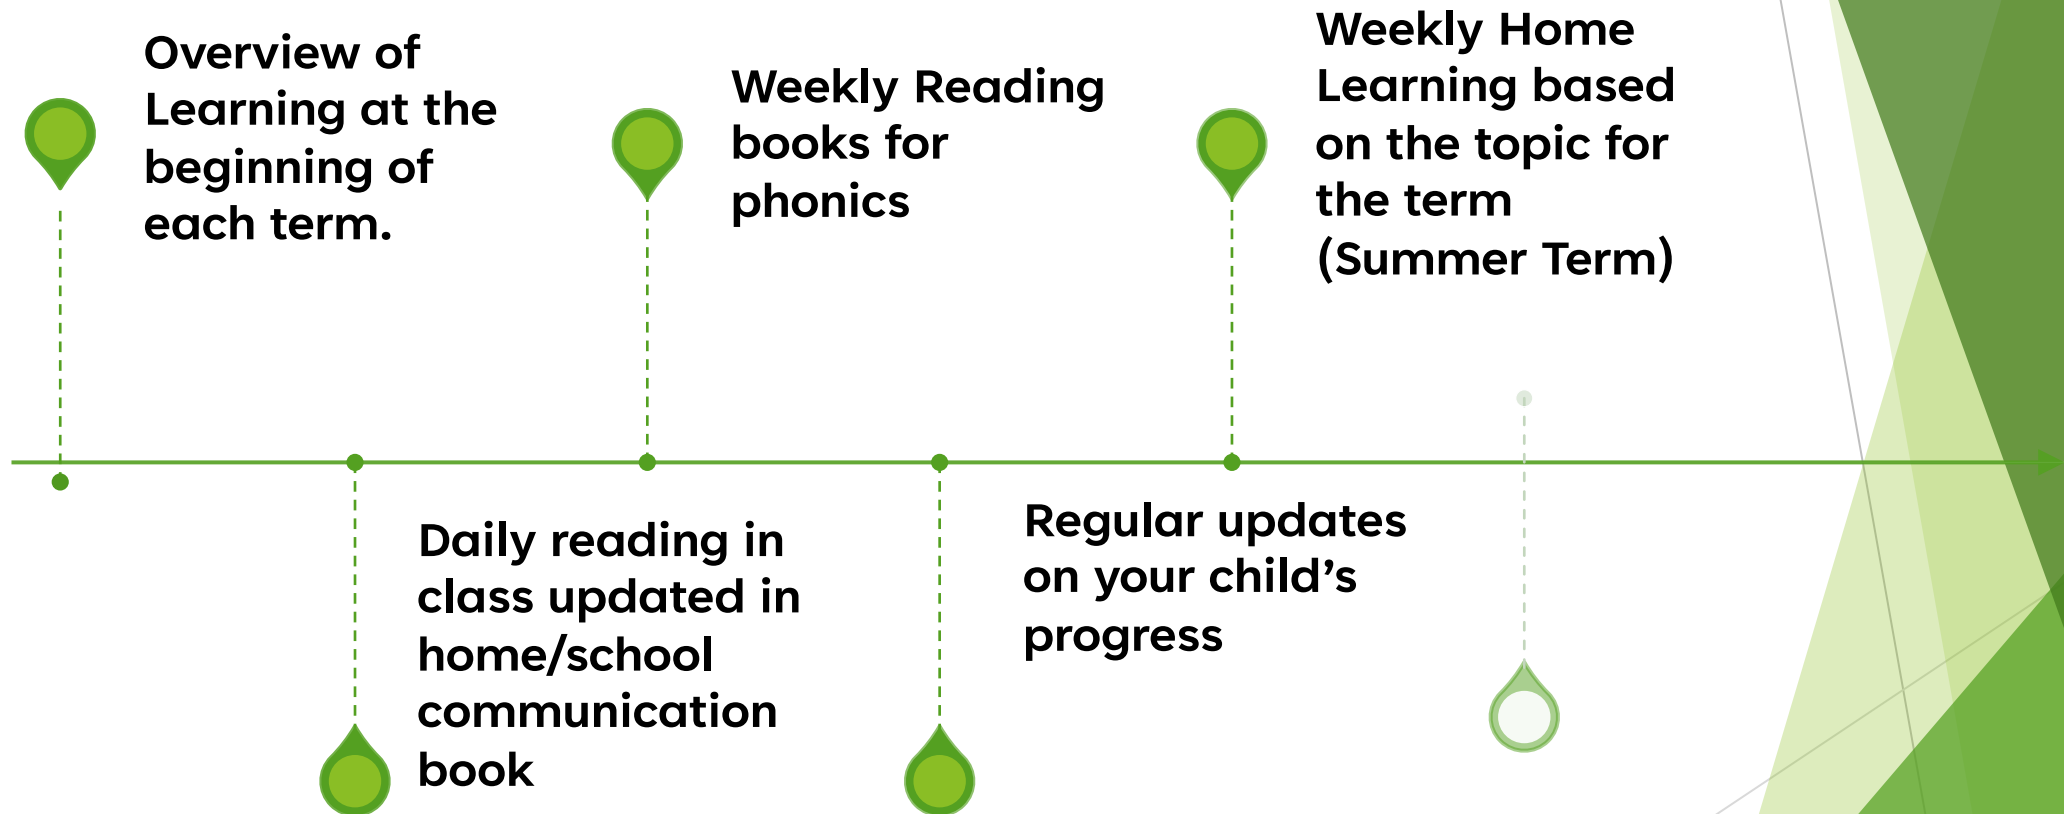 Overview of
Learning at the
beginning of
each term.
Daily reading in
class updated in
home/school
communication
book
Weekly Reading
books for
phonics
Regular updates
on your child’s
progress
Weekly Home
Learning based
on the topic for
the term
(Summer Term)